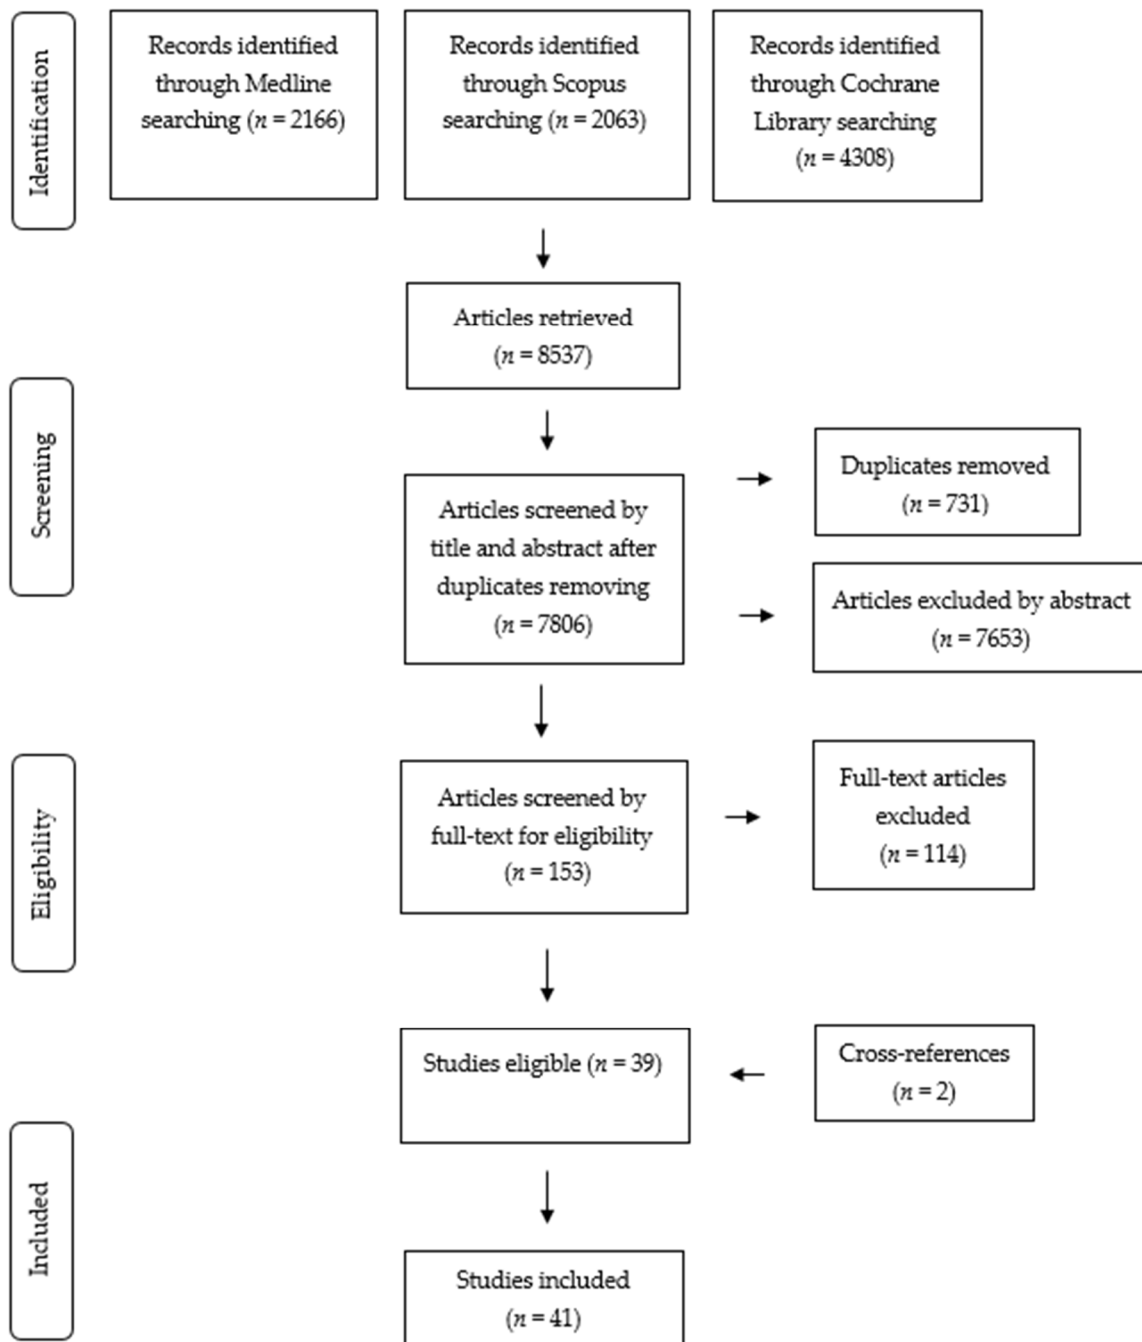 Identification
Records identified
through Medline
searching (n = 2166)
Records identified
through Scopus
searching (n = 2063)
Records identified
through Cochrane
Library searching
(n = 4308)
Articles retrieved
(n = 8537)
Screening
Articles screened by
title and abstract after
duplicates removing
(n = 7806)
Duplicates removed
(n = 731)
Articles excluded by abstract
(n = 7653)
Eligibility
Articles screened by
full-text for eligibility
(n = 153)
Full-text articles
excluded
(n = 114)
Studies eligible (n = 39)
Cross-references
(n = 2)
Included
Studies included
(n = 41)